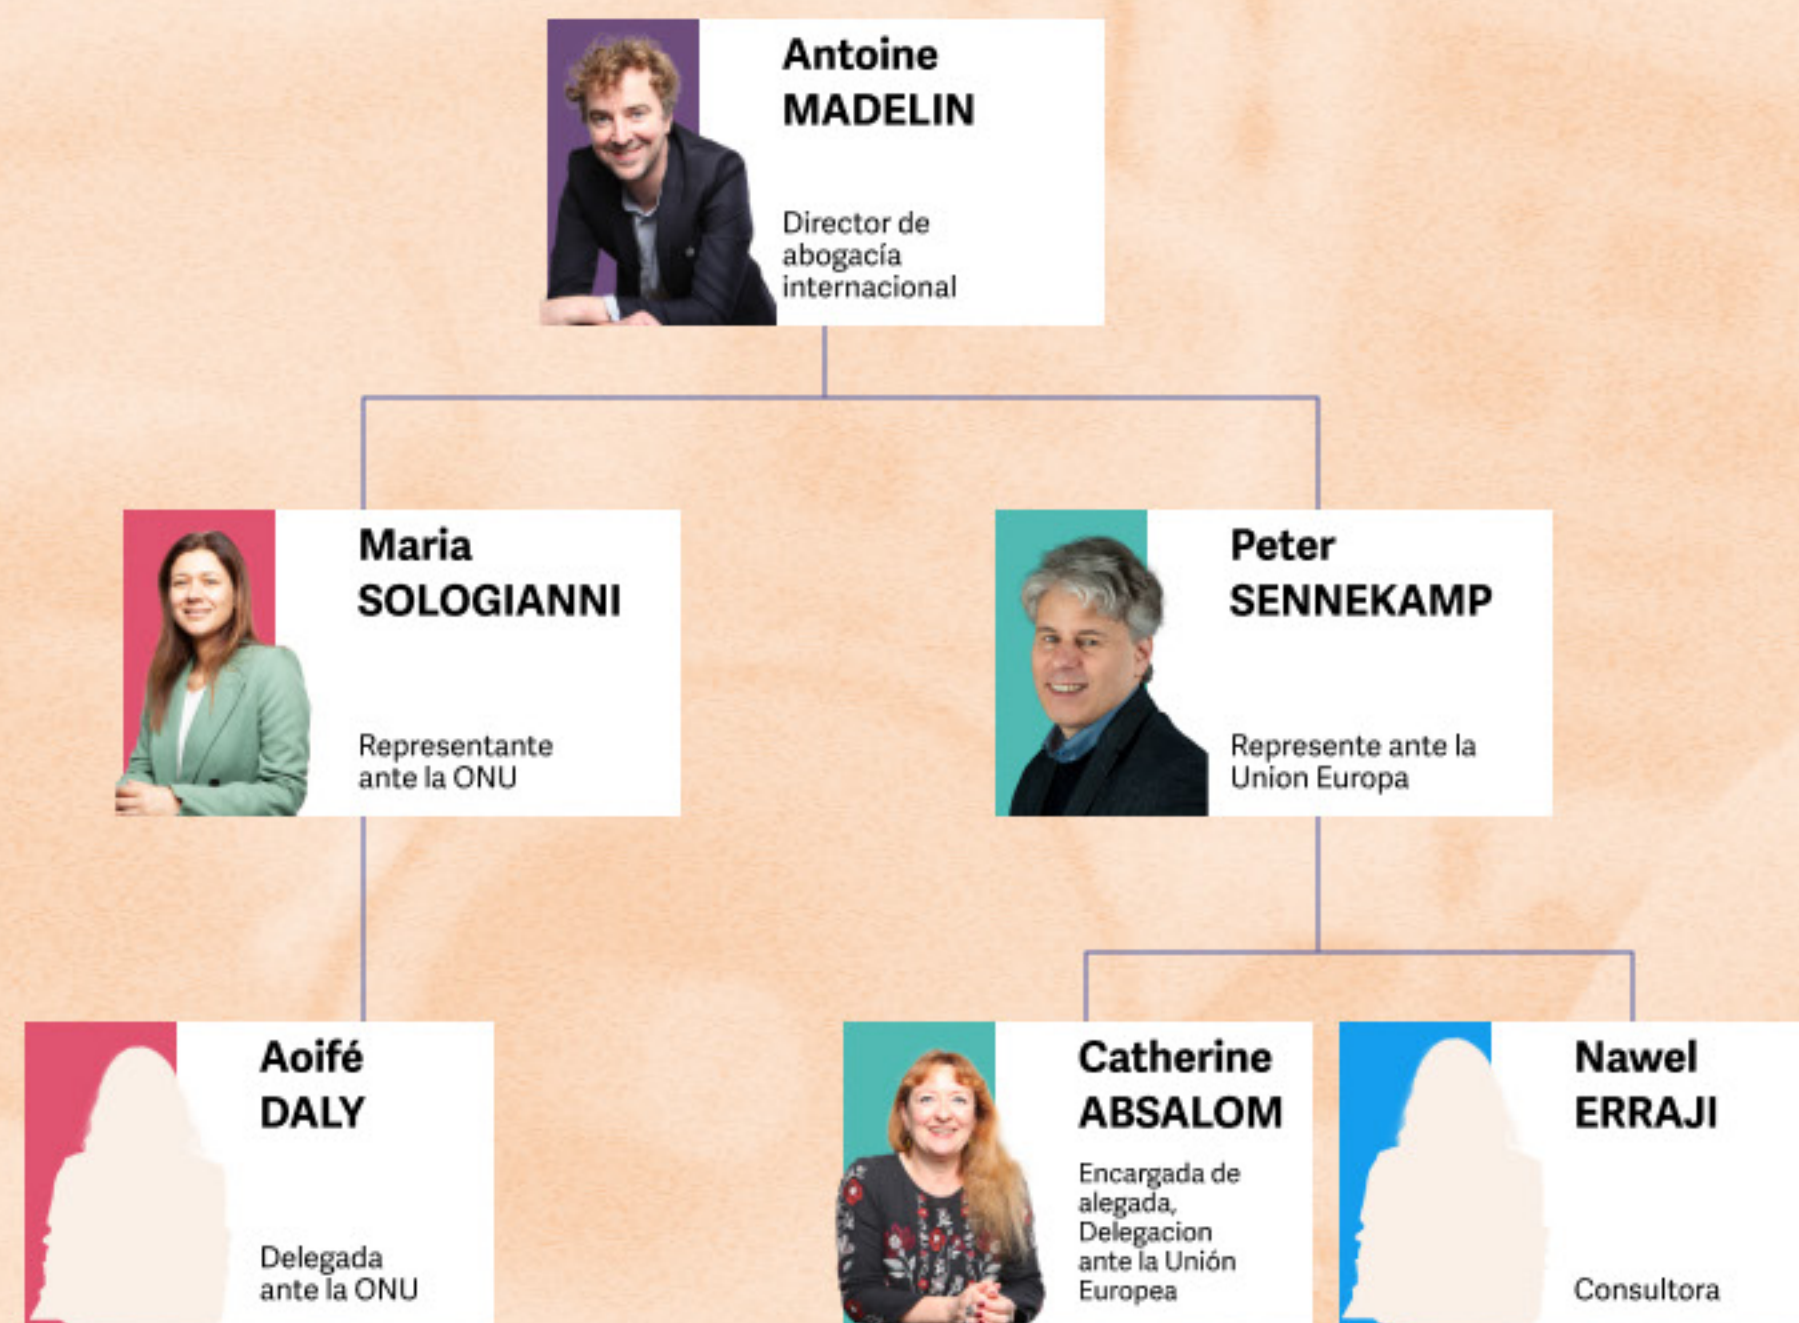 Antoine
MADELIN
Director de
abogacía
internacional
Maria
SOLOGIANNI
Representante
ante la ONU
Peter
SENNEKAMP
Represente ante la
Union Europa
Aoifé
DALY
Delegada
ante la ONU
Catherine
ABSALOM
Encargada de
alegada,
Delegacion
ante la Unión
Europea
Nawel
ERRAJI
Consultora